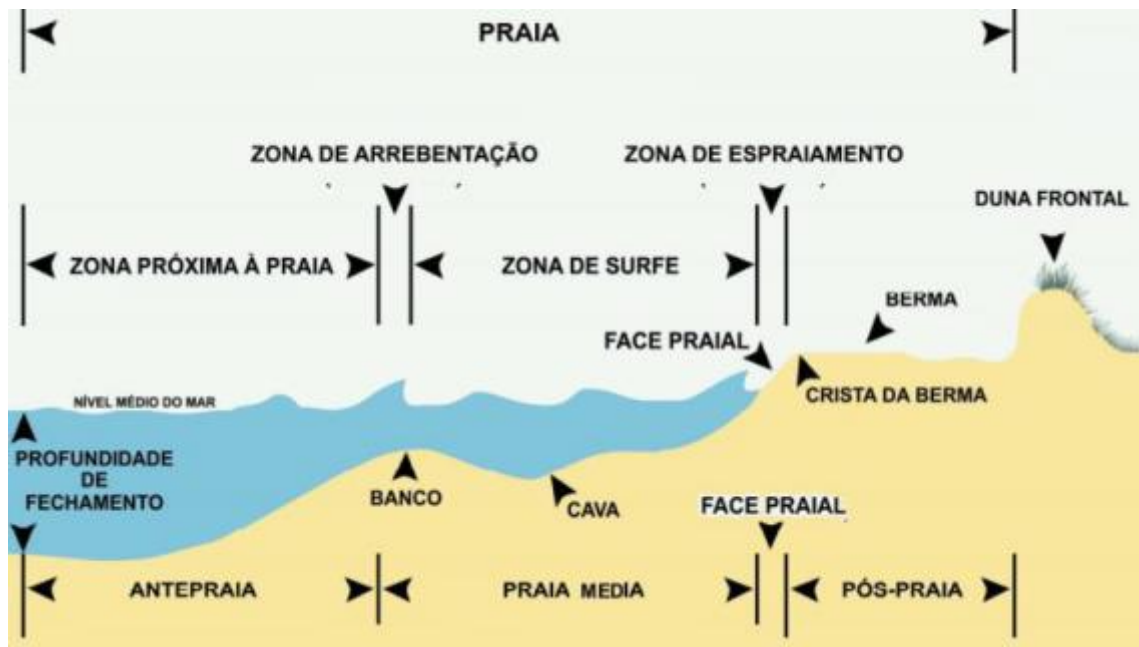 PRAIA
ZONA DE ARREBENTAÇÃO
ZONA DE ESPRAIAMENTO
DUNA FRONTAL
ZONA PRÓXIMA À PRAIA
ZONA DE SURFE
BERMA
FACE PRAIAL
CRISTA DA BERMA
NÍVEL MÉDIO DO MAR
PROFUNDIDADE
DE
FECHAMENTO
BANCO
CAVA
FACE PRAIAL
ANTEPRAIA
PRAIA MEDIA
PÓS-PRAIA